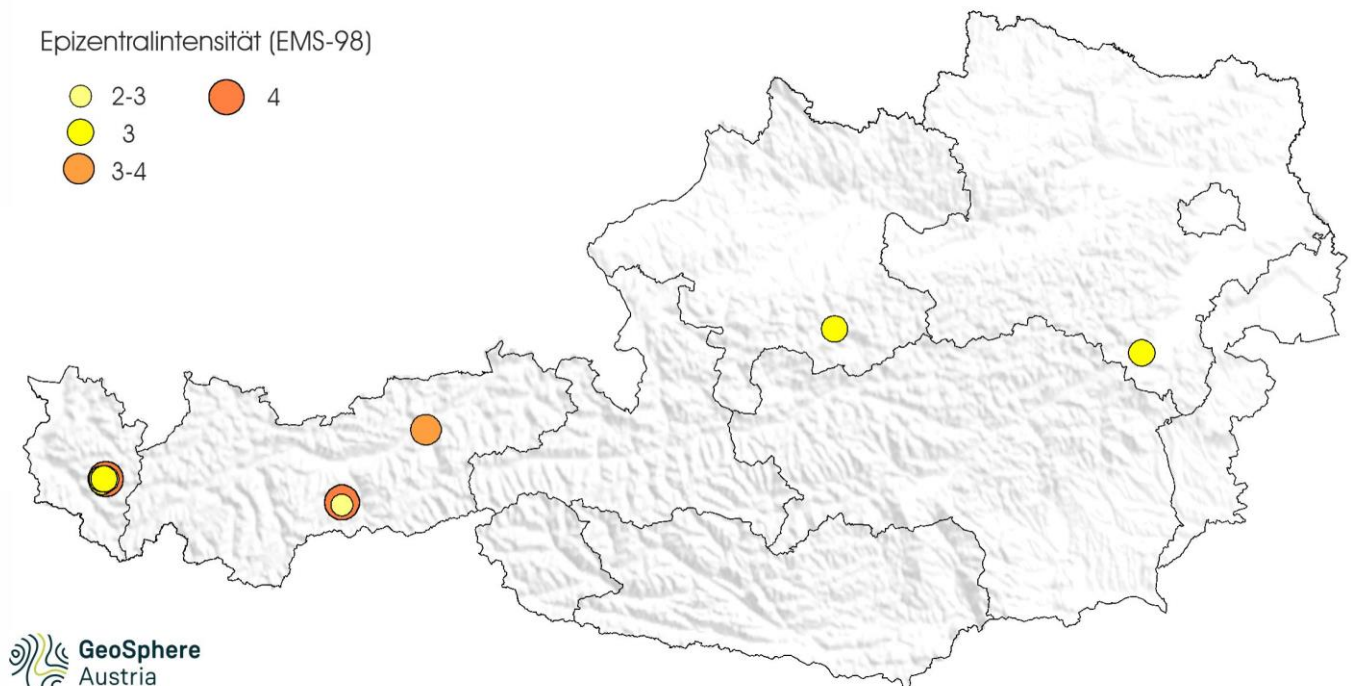 Epizentralintensität (EMS-98)
2-3
4
3
3-4
GeoSphere
Austria